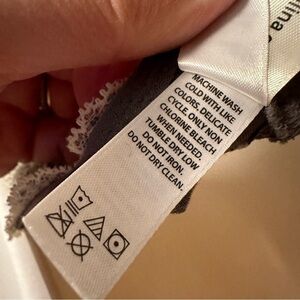 MACHINE WASH
COLD WITH LIKE
COLORS, DELICATE
CYCLE. ONLY NON
CHLORINE BLEACH
WHEN NEEDED.
TUMBLE DRY LOW
DO NOT IRON.
DO NOT DRY CLEAN.